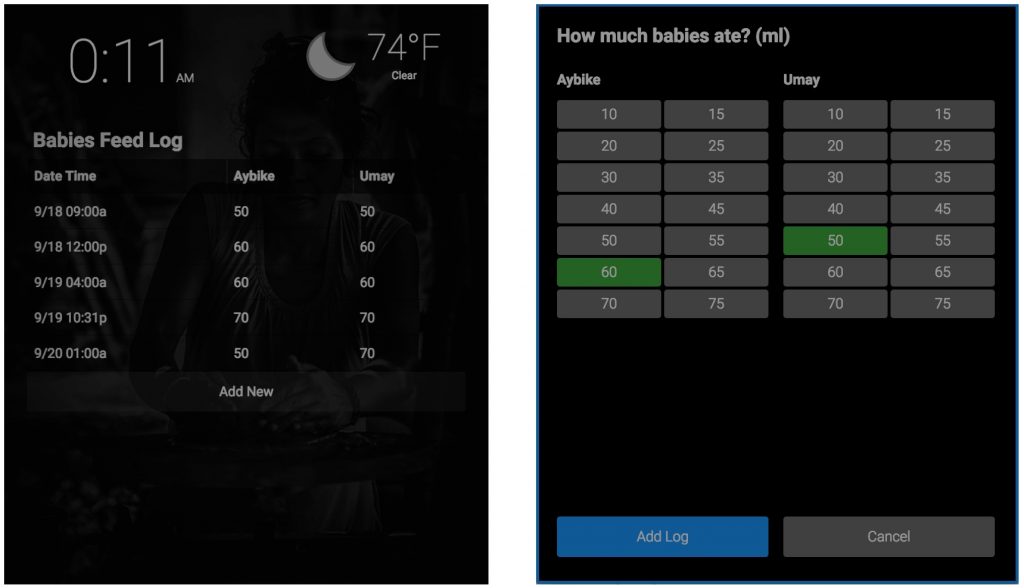 0:11 AM
74°F
Clear
Babies Feed Log
Date Time Aybike Umay
9/18 09:00a 50 50
9/18 12:00p 60 60
9/19 04:00a 60 60
9/19 10:31p 70 70
9/20 01:00a 50 70
Add New
How much babies ate? (ml)
Aybike Umay
10 15 10 15
20 25 20 25
30 35 30 35
40 45 40 45
50 55 50 55
60 65 60 65
70 75 70 75
Add Log Cancel